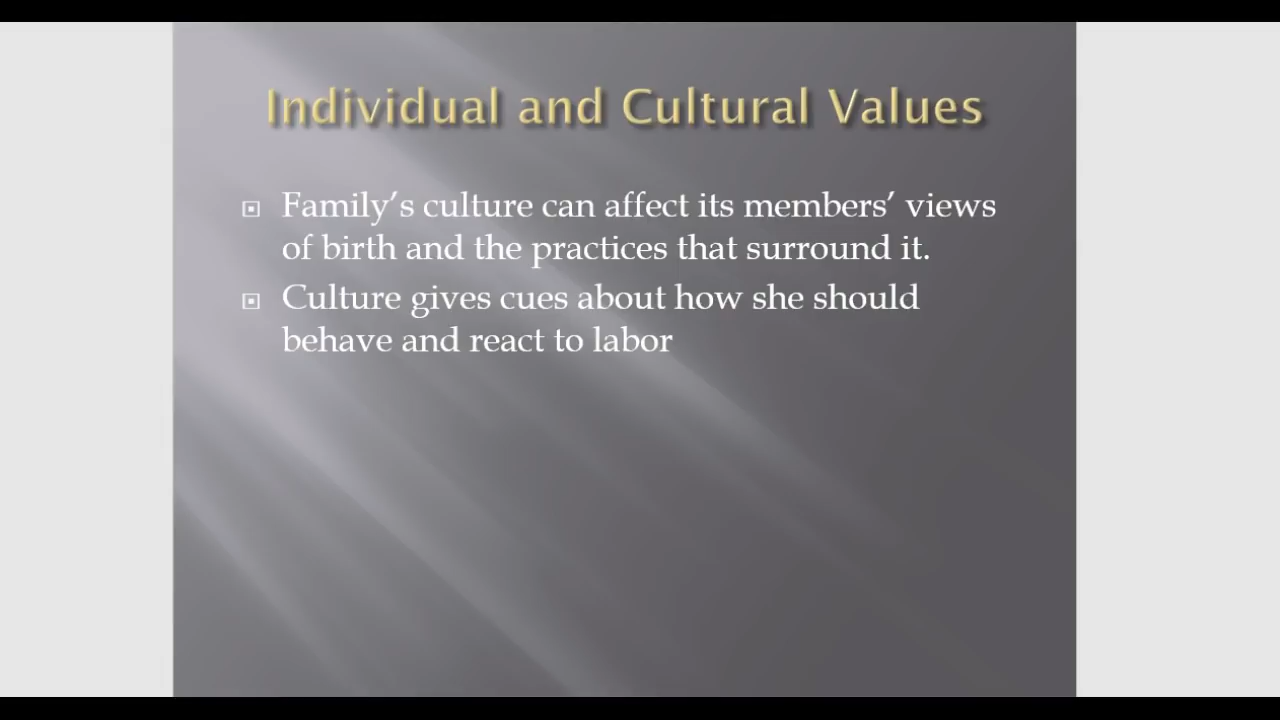 Individual and Cultural Values
Family’s culture can affect its members’ views
of birth and the practices that surround it.
Culture gives cues about how she should
behave and react to labor